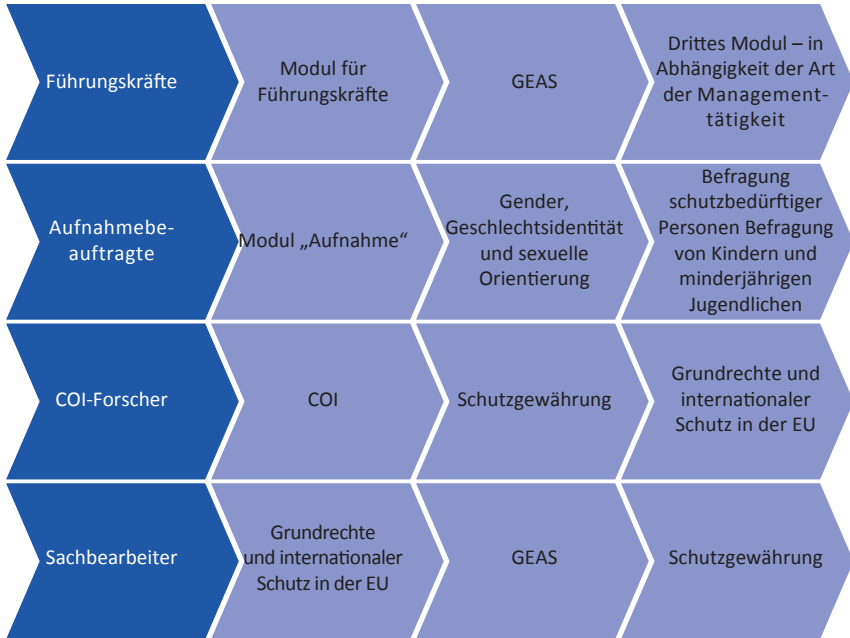 Führungskräfte
Modul für
Führungskräfte
GEAS
Drittes Modul – in
Abhängigkeit der Art
der Management-
tätigkeit
Aufnahmebe-
auftragte
Modul „Aufnahme“
Gender,
Geschlechtsidentität
und sexuelle
Orientierung
Befragung
schutzbedürftiger
Personen Befragung
von Kindern und
minderjährigen
Jugendlichen
COI-Forscher
COI
Schutzgewährung
Grundrechte und
internationaler
Schutz in der EU
Sachbearbeiter
Grundrechte
und internationaler
Schutz in der EU
GEAS
Schutzgewährung